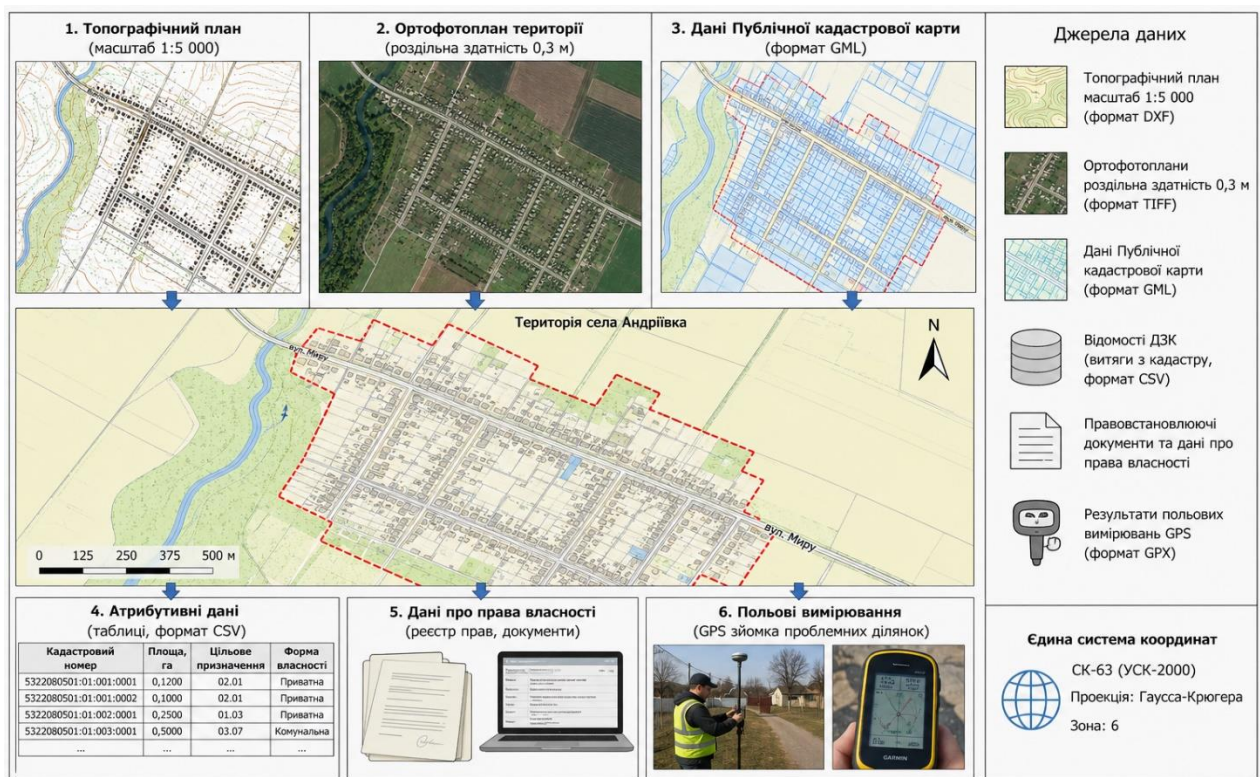 1. Топографічний план
(масштаб 1:5 000)
2. Ортофотоплан території
(роздільна здатність 0,3 м)
3. Дані Публічної кадастрової карти
(формат GML)
Територія села Андріївка
N
вул. Миру
вул. Миру
0 125 250 375 500 м
4. Атрибутивні дані
(таблиці, формат CSV)
Кадастровий номер Площа, га Цільове призначення Форма власності
5322080501:01:001:0001 0,1200 02.01 Приватна
5322080501:01:001:0002 0,1000 02.01 Приватна
5322080501:01:002:0001 0,2500 01.03 Приватна
5322080501:01:003:0001 0,5000 03.07 Комунальна
... ... ... ...
5. Дані про права власності
(реєстр прав, документи)
6. Польові вимірювання
(GPS зйомка проблемних ділянок)
GARMIN
Джерела даних
Топографічний план
масштаб 1:5 000
(формат DXF)
Ортофотоплани
роздільна здатність 0,3 м
(формат TIFF)
Дані Публічної
кадастрової карти
(формат GML)
Відомості ДЗК
(витяги з кадастру,
формат CSV)
Правовстановлюючі
документи та дані про
права власності
Результати польових
вимірювань GPS
(формат GPX)
Єдина система координат
СК-63 (УСК-2000)
Проекція: Гаусса-Крюгера
Зона: 6